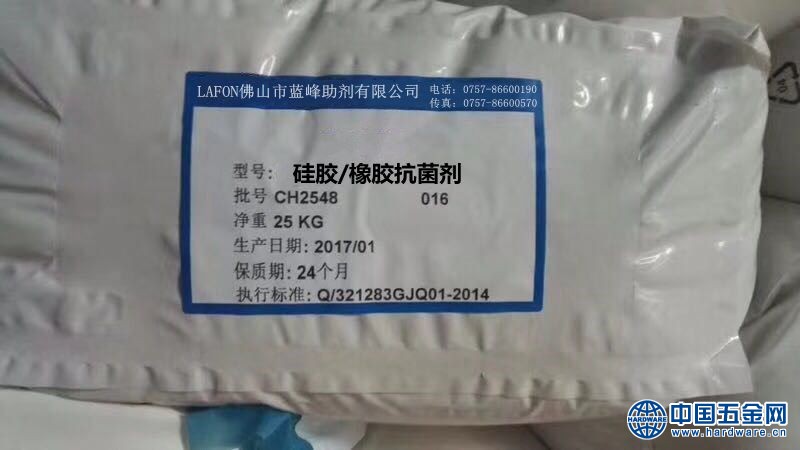 LAFON佛山市蓝峰助剂有限公司 电话：0757-86600190
传真：0757-86600570
型号： 硅胶/橡胶抗菌剂
批号 CH2548 016
净重 25 KG
生产日期: 2017/01
保质期: 24个月
执行标准: Q/321283GJQ01-2014
HARDWARE
中国五金网
www.hardware.cn